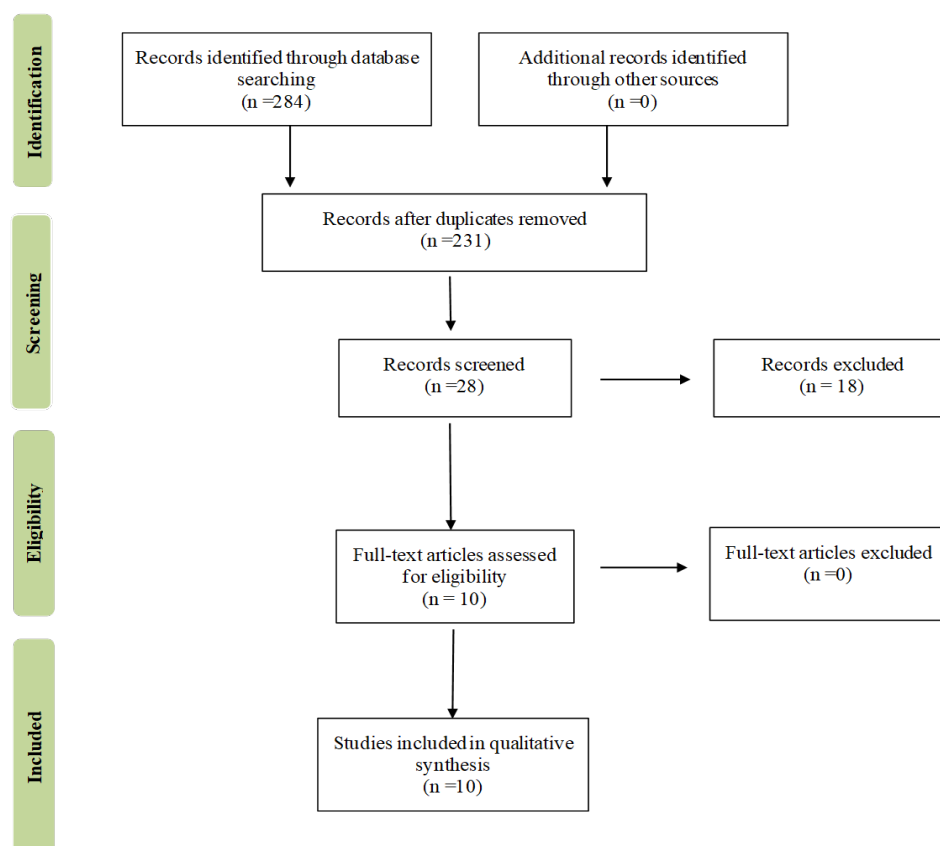 Identification
Records identified through database
searching
(n =284)
Additional records identified
through other sources
(n =0)
Records after duplicates removed
(n =231)
Screening
Records screened
(n =28)
Records excluded
(n = 18)
Eligibility
Full-text articles assessed
for eligibility
(n = 10)
Full-text articles excluded
(n =0)
Included
Studies included in qualitative
synthesis
(n =10)